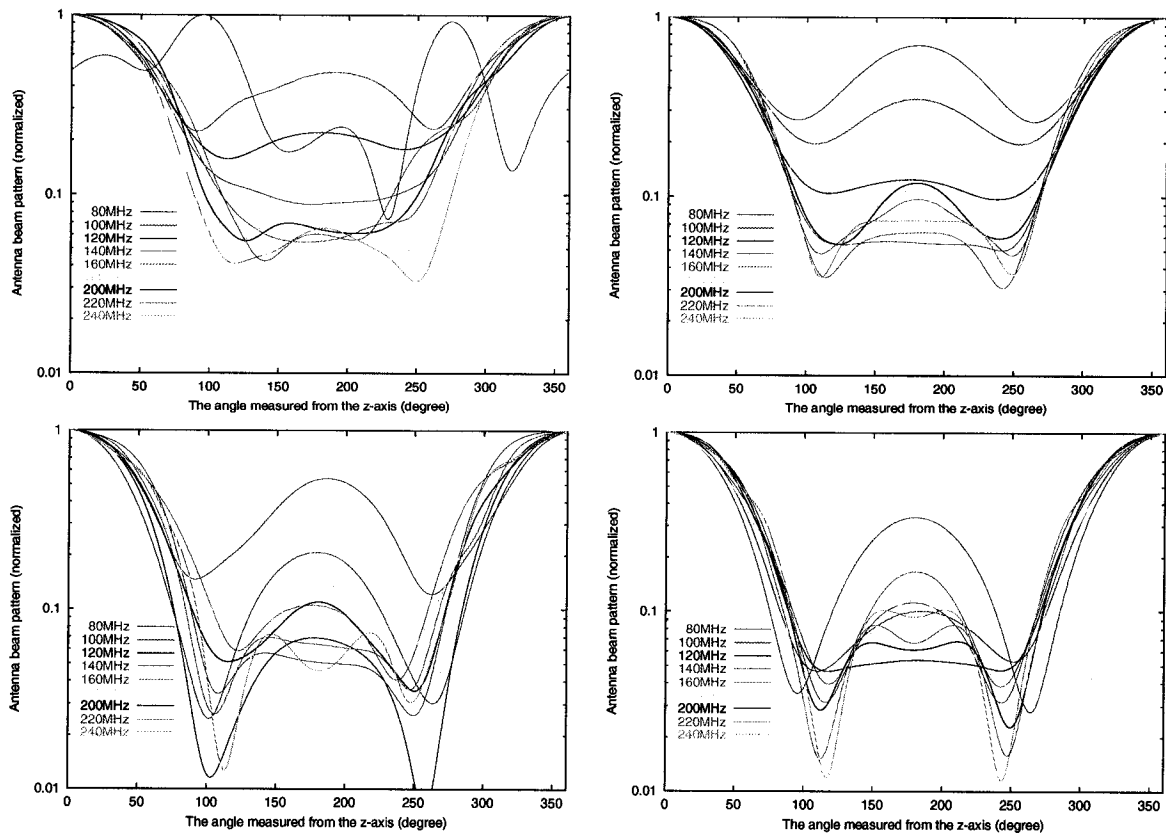 Antenna beam pattern (normalized)
1
0.1
0.01
80MHz
100MHz
120MHz
140MHz
160MHz
200MHz
220MHz
240MHz
0 50 100 150 200 250 300 350
The angle measured from the z-axis (degree)
Antenna beam pattern (normalized)
1
0.1
0.01
80MHz
100MHz
120MHz
140MHz
160MHz
200MHz
220MHz
240MHz
0 50 100 150 200 250 300 350
The angle measured from the z-axis (degree)
Antenna beam pattern (normalized)
1
0.1
0.01
80MHz
100MHz
120MHz
140MHz
160MHz
200MHz
220MHz
240MHz
0 50 100 150 200 250 300 350
The angle measured from the z-axis (degree)
Antenna beam pattern (normalized)
1
0.1
0.01
80MHz
100MHz
120MHz
140MHz
160MHz
200MHz
220MHz
240MHz
0 50 100 150 200 250 300 350
The angle measured from the z-axis (degree)